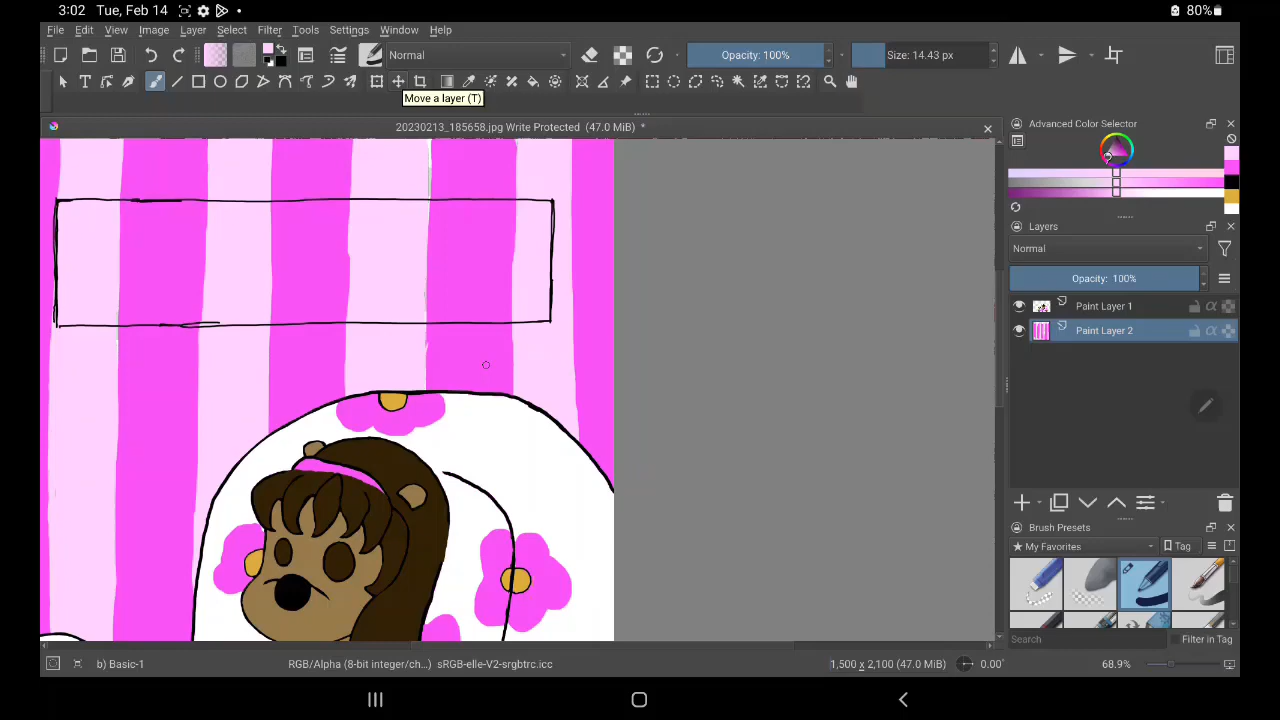 3:02 Tue, Feb 14 80%
File Edit View Image Layer Select Filter Tools Settings Window Help
Normal Opacity: 100% Size: 14.43 px
Move a layer (T)
20230213_185658.jpg Write Protected (47.0 MiB) *
Advanced Color Selector
Layers
Normal
Opacity: 100%
Paint Layer 1
Paint Layer 2
Brush Presets
My Favorites Tag
Search Filter in Tag
b) Basic-1 RGB/Alpha (8-bit integer/ch...) sRGB-elle-V2-srgbtrc.icc 1,500 x 2,100 (47.0 MiB) 0.00° 68.9%